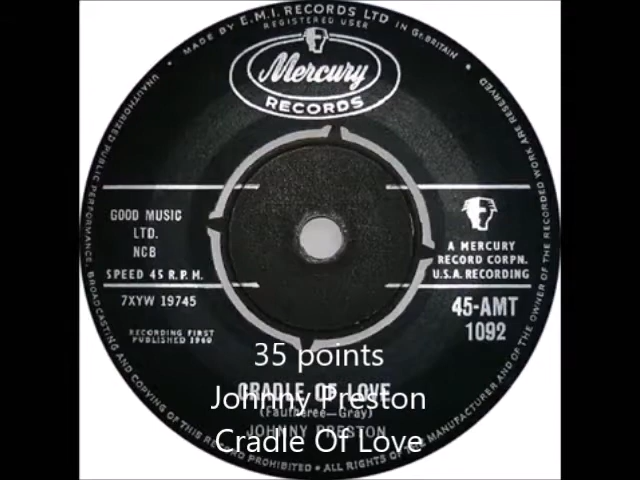 MADE BY E.M.I. RECORDS LTD IN GT. BRITAIN
REGISTERED USER
Mercury
RECORDS
UNAUTHORIZED PUBLIC PERFORMANCE, BROADCASTING AND COPYING OF THIS RECORD PROHIBITED • ALL RIGHTS OF THE MANUFACTURER AND OF THE OWNER OF THE RECORDED WORK ARE RESERVED
GOOD MUSIC
LTD.
NCB
SPEED 45 R.P.M.
7XYW 19745
RECORDING FIRST
PUBLISHED 1960
A MERCURY
RECORD CORPN.
U.S.A. RECORDING
45-AMT
1092
35 points
CRADLE OF LOVE
Johnny Preston
(Fautheree—Gray)
JOHNNY PRESTON
Cradle Of Love